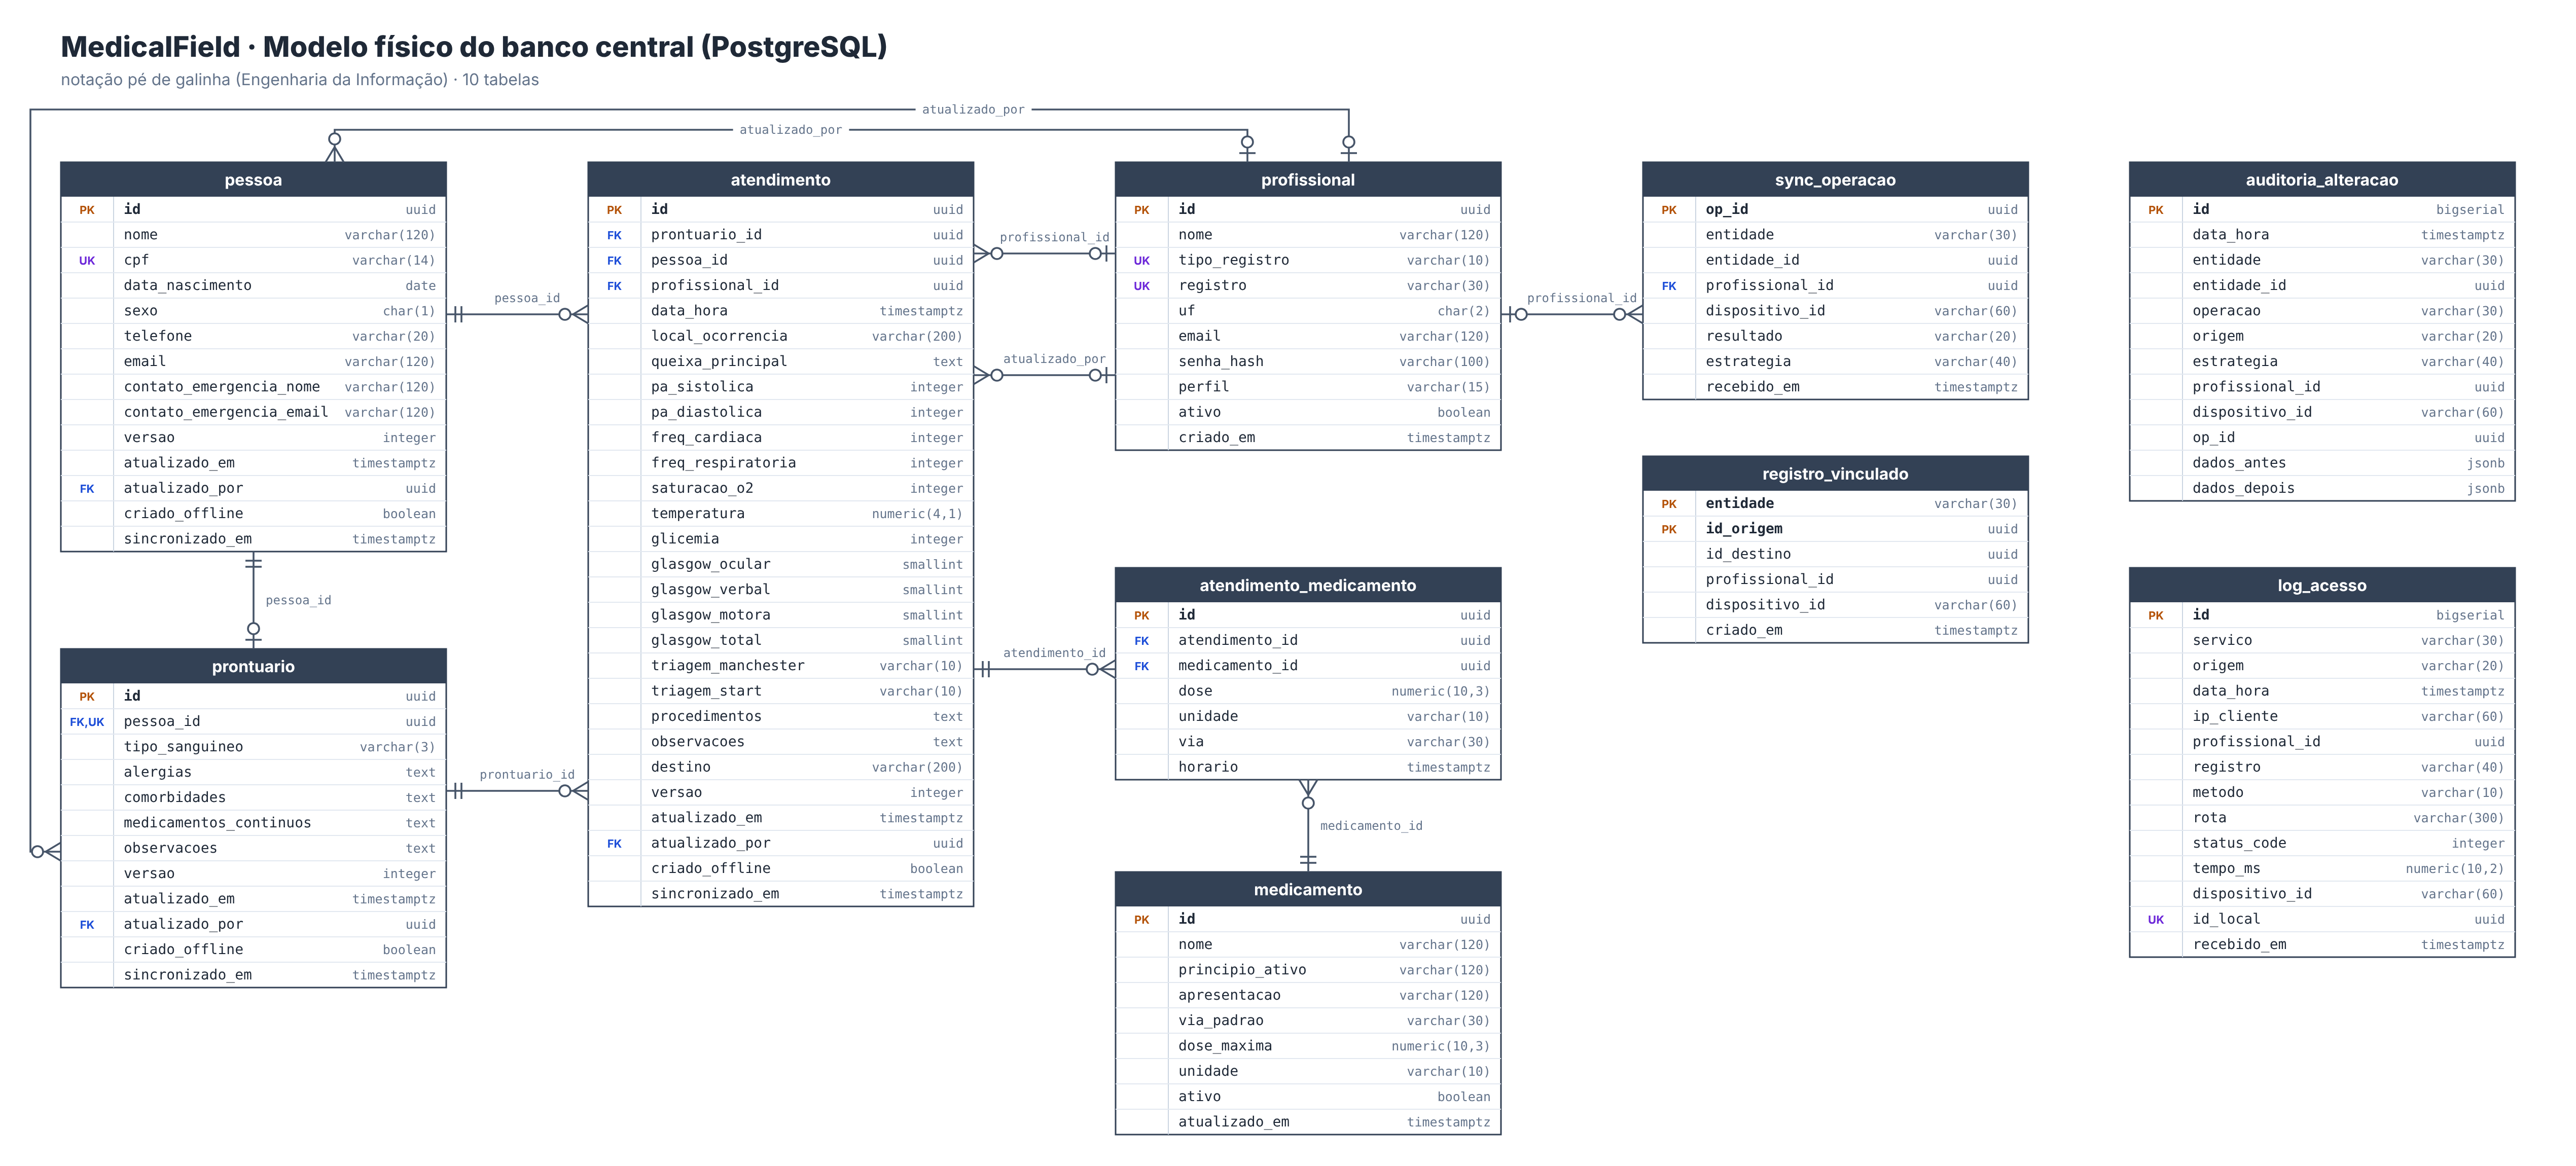 MedicalField · Modelo físico do banco central (PostgreSQL)
notação pé de galinha (Engenharia da Informação) · 10 tabelas
atualizado_por
atualizado_por
pessoa
PK id uuid
nome varchar(120)
UK cpf varchar(14)
data_nascimento date
sexo char(1)
telefone varchar(20)
email varchar(120)
contato_emergencia_nome varchar(120)
contato_emergencia_email varchar(120)
versao integer
atualizado_em timestamptz
FK atualizado_por uuid
criado_offline boolean
sincronizado_em timestamptz
pessoa_id
pessoa_id
prontuario
PK id uuid
FK,UK pessoa_id uuid
tipo_sanguineo varchar(3)
alergias text
comorbidades text
medicamentos_continuos text
observacoes text
versao integer
atualizado_em timestamptz
FK atualizado_por uuid
criado_offline boolean
sincronizado_em timestamptz
prontuario_id
atendimento
PK id uuid
FK prontuario_id uuid
FK pessoa_id uuid
FK profissional_id uuid
data_hora timestamptz
local_ocorrencia varchar(200)
queixa_principal text
pa_sistolica integer
pa_diastolica integer
freq_cardiaca integer
freq_respiratoria integer
saturacao_o2 integer
temperatura numeric(4,1)
glicemia integer
glasgow_ocular smallint
glasgow_verbal smallint
glasgow_motora smallint
glasgow_total smallint
triagem_manchester varchar(10)
triagem_start varchar(10)
procedimentos text
observacoes text
destino varchar(200)
versao integer
atualizado_em timestamptz
FK atualizado_por uuid
criado_offline boolean
sincronizado_em timestamptz
profissional_id
atualizado_por
atendimento_id
profissional
PK id uuid
nome varchar(120)
UK tipo_registro varchar(10)
UK registro varchar(30)
uf char(2)
email varchar(120)
senha_hash varchar(100)
perfil varchar(15)
ativo boolean
criado_em timestamptz
profissional_id
atendimento_medicamento
PK id uuid
FK atendimento_id uuid
FK medicamento_id uuid
dose numeric(10,3)
unidade varchar(10)
via varchar(30)
horario timestamptz
medicamento_id
medicamento
PK id uuid
nome varchar(120)
principio_ativo varchar(120)
apresentacao varchar(120)
via_padrao varchar(30)
dose_maxima numeric(10,3)
unidade varchar(10)
ativo boolean
atualizado_em timestamptz
sync_operacao
PK op_id uuid
entidade varchar(30)
entidade_id uuid
FK profissional_id uuid
dispositivo_id varchar(60)
resultado varchar(20)
estrategia varchar(40)
recebido_em timestamptz
registro_vinculado
PK entidade varchar(30)
PK id_origem uuid
id_destino uuid
profissional_id uuid
dispositivo_id varchar(60)
criado_em timestamptz
auditoria_alteracao
PK id bigserial
data_hora timestamptz
entidade varchar(30)
entidade_id uuid
operacao varchar(30)
origem varchar(20)
estrategia varchar(40)
profissional_id uuid
dispositivo_id varchar(60)
op_id uuid
dados_antes jsonb
dados_depois jsonb
log_acesso
PK id bigserial
servico varchar(30)
origem varchar(20)
data_hora timestamptz
ip_cliente varchar(60)
profissional_id uuid
registro varchar(40)
metodo varchar(10)
rota varchar(300)
status_code integer
tempo_ms numeric(10,2)
dispositivo_id varchar(60)
UK id_local uuid
recebido_em timestamptz